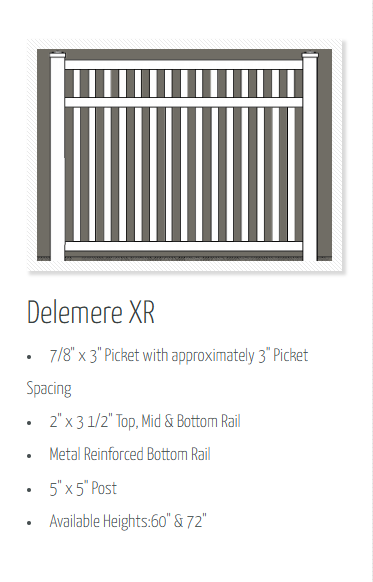 Delemere XR
• 7/8" x 3" Picket with approximately 3" Picket
Spacing
• 2" x 3 1/2" Top, Mid & Bottom Rail
• Metal Reinforced Bottom Rail
• 5" x 5" Post
• Available Heights:60" & 72"